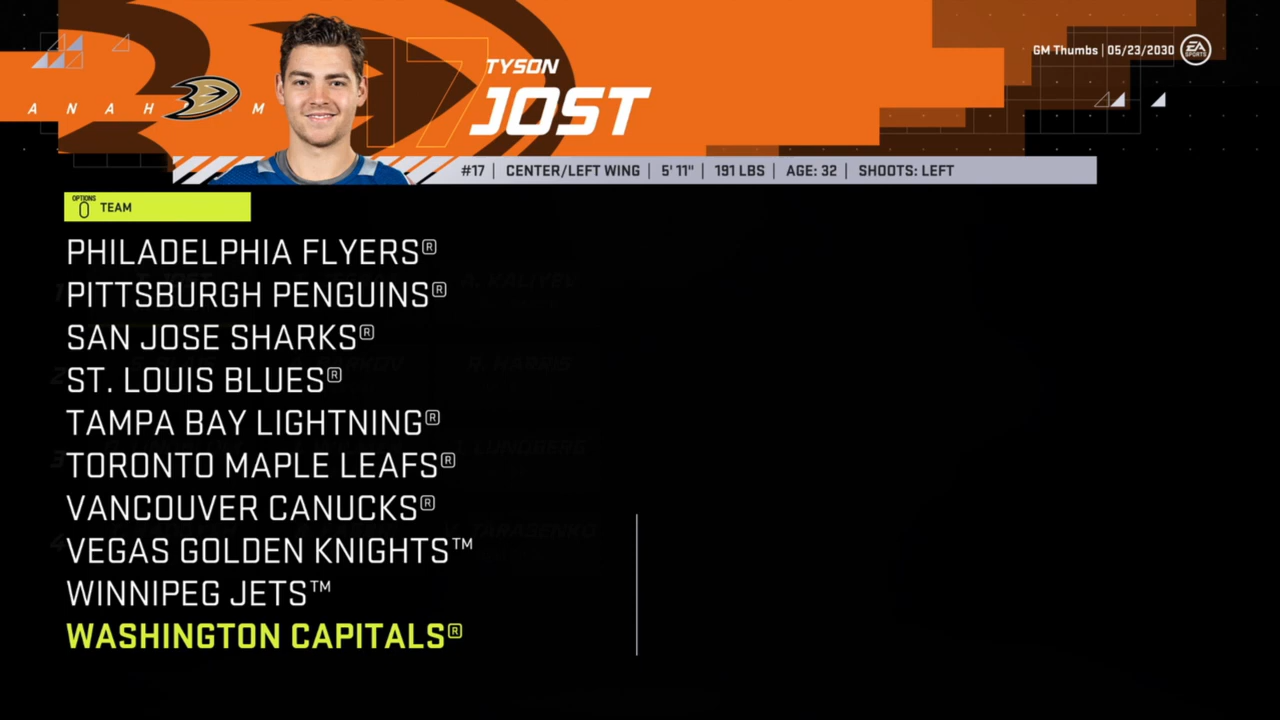 GM Thumbs | 05/23/2030
EA SPORTS
ANAHEIM
17
TYSON
JOST
#17 | CENTER/LEFT WING | 5' 11" | 191 LBS | AGE: 32 | SHOOTS: LEFT
OPTIONS
TEAM
PHILADELPHIA FLYERS®
PITTSBURGH PENGUINS®
SAN JOSE SHARKS®
ST. LOUIS BLUES®
TAMPA BAY LIGHTNING®
TORONTO MAPLE LEAFS®
VANCOUVER CANUCKS®
VEGAS GOLDEN KNIGHTS™
WINNIPEG JETS™
WASHINGTON CAPITALS®